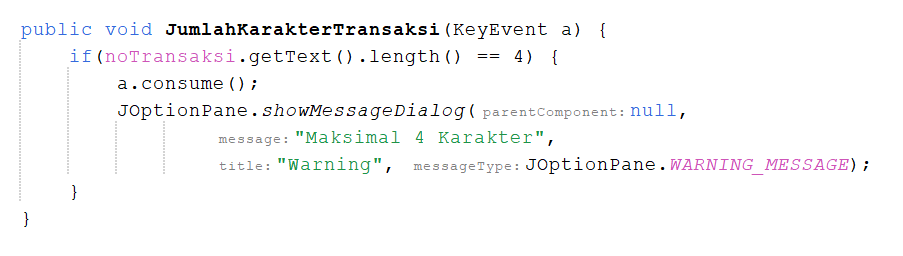 public void JumlahKarakterTransaksi(KeyEvent a) {
if(noTransaksi.getText().length() == 4) {
a.consume();
JOptionPane.showMessageDialog( parentComponent: null,
message: "Maksimal 4 Karakter",
title: "Warning", messageType: JOptionPane.WARNING_MESSAGE);
}
}